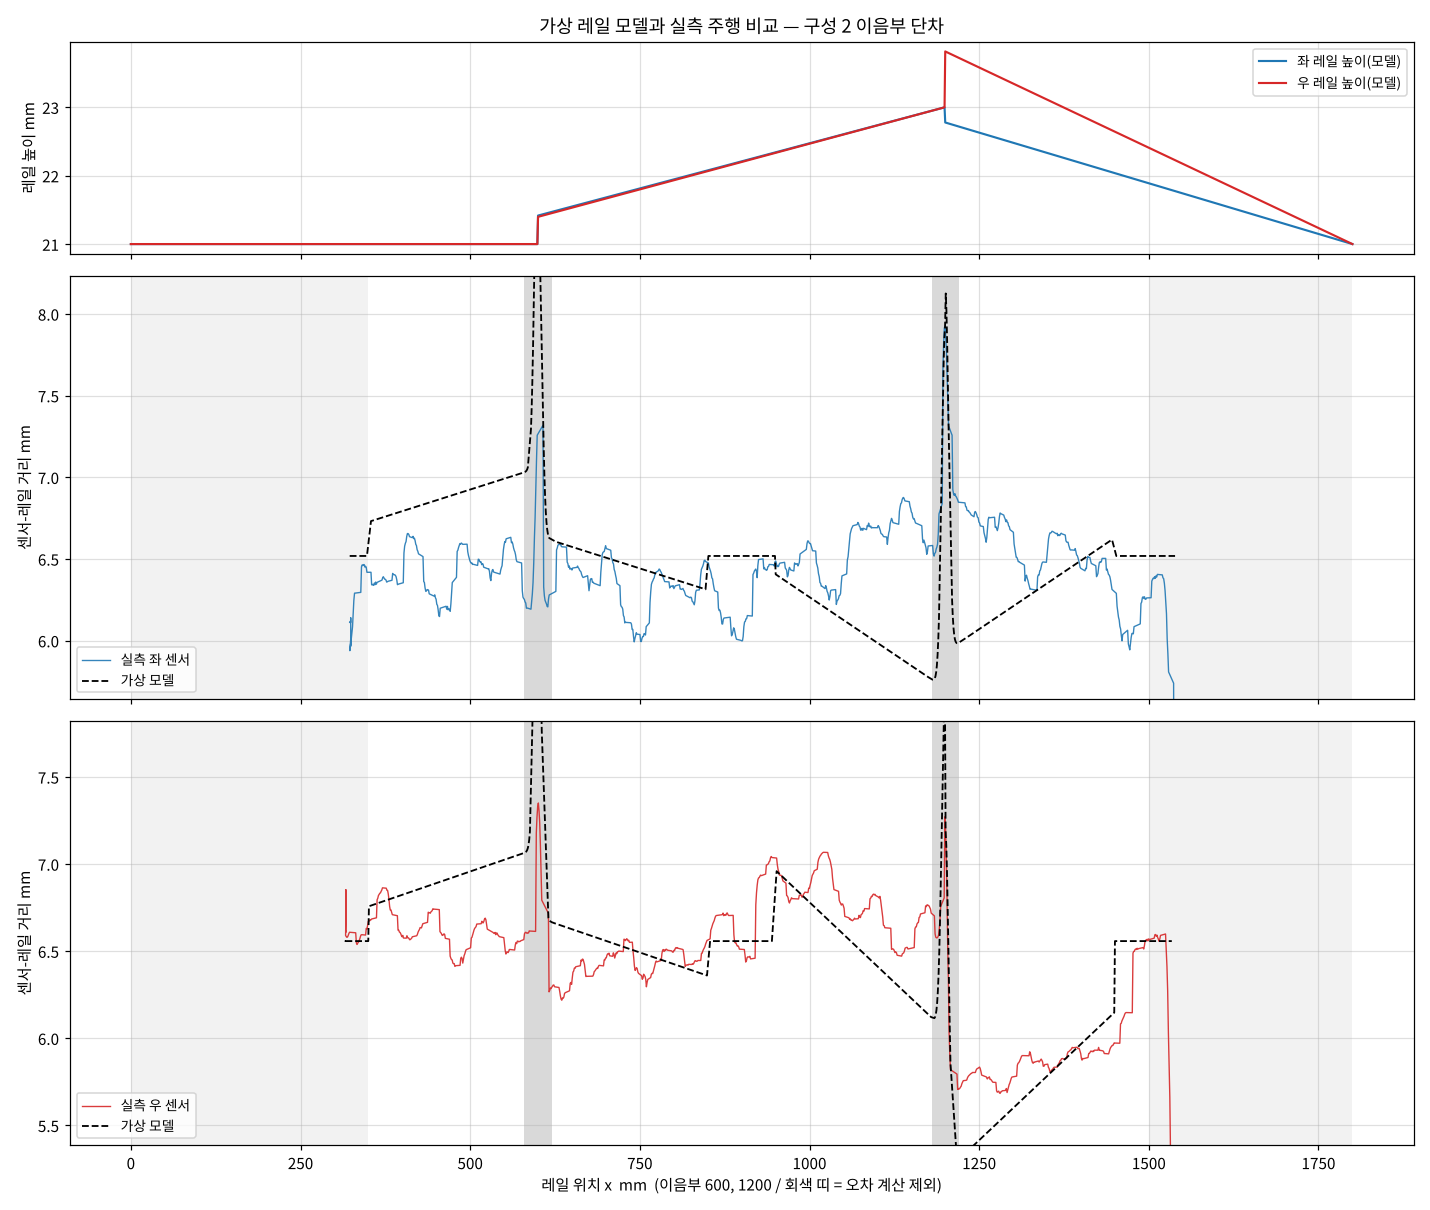 가상 레일 모델과 실측 주행 비교 — 구성 2 이음부 단차
레일 높이 mm
23
22
21
좌 레일 높이(모델)
우 레일 높이(모델)
센서-레일 거리 mm
8.0
7.5
7.0
6.5
6.0
실측 좌 센서
가상 모델
센서-레일 거리 mm
7.5
7.0
6.5
6.0
5.5
실측 우 센서
가상 모델
0 250 500 750 1000 1250 1500 1750
레일 위치 x mm (이음부 600, 1200 / 회색 띠 = 오차 계산 제외)